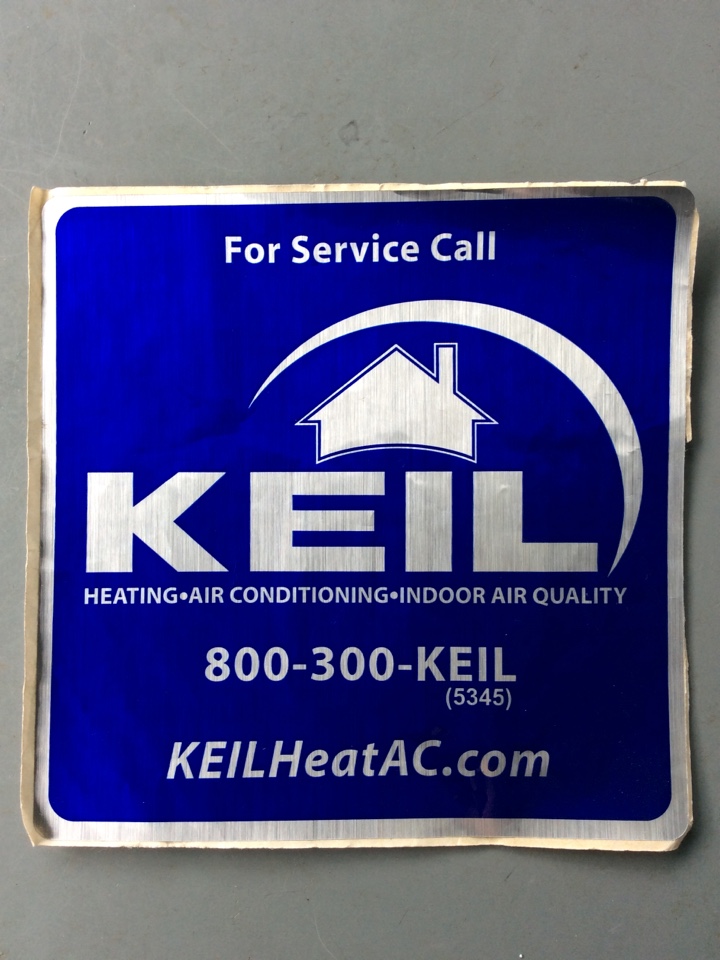 For Service Call
KEIL
HEATING•AIR CONDITIONING•INDOOR AIR QUALITY
800-300-KEIL
(5345)
KEILHeatAC.com